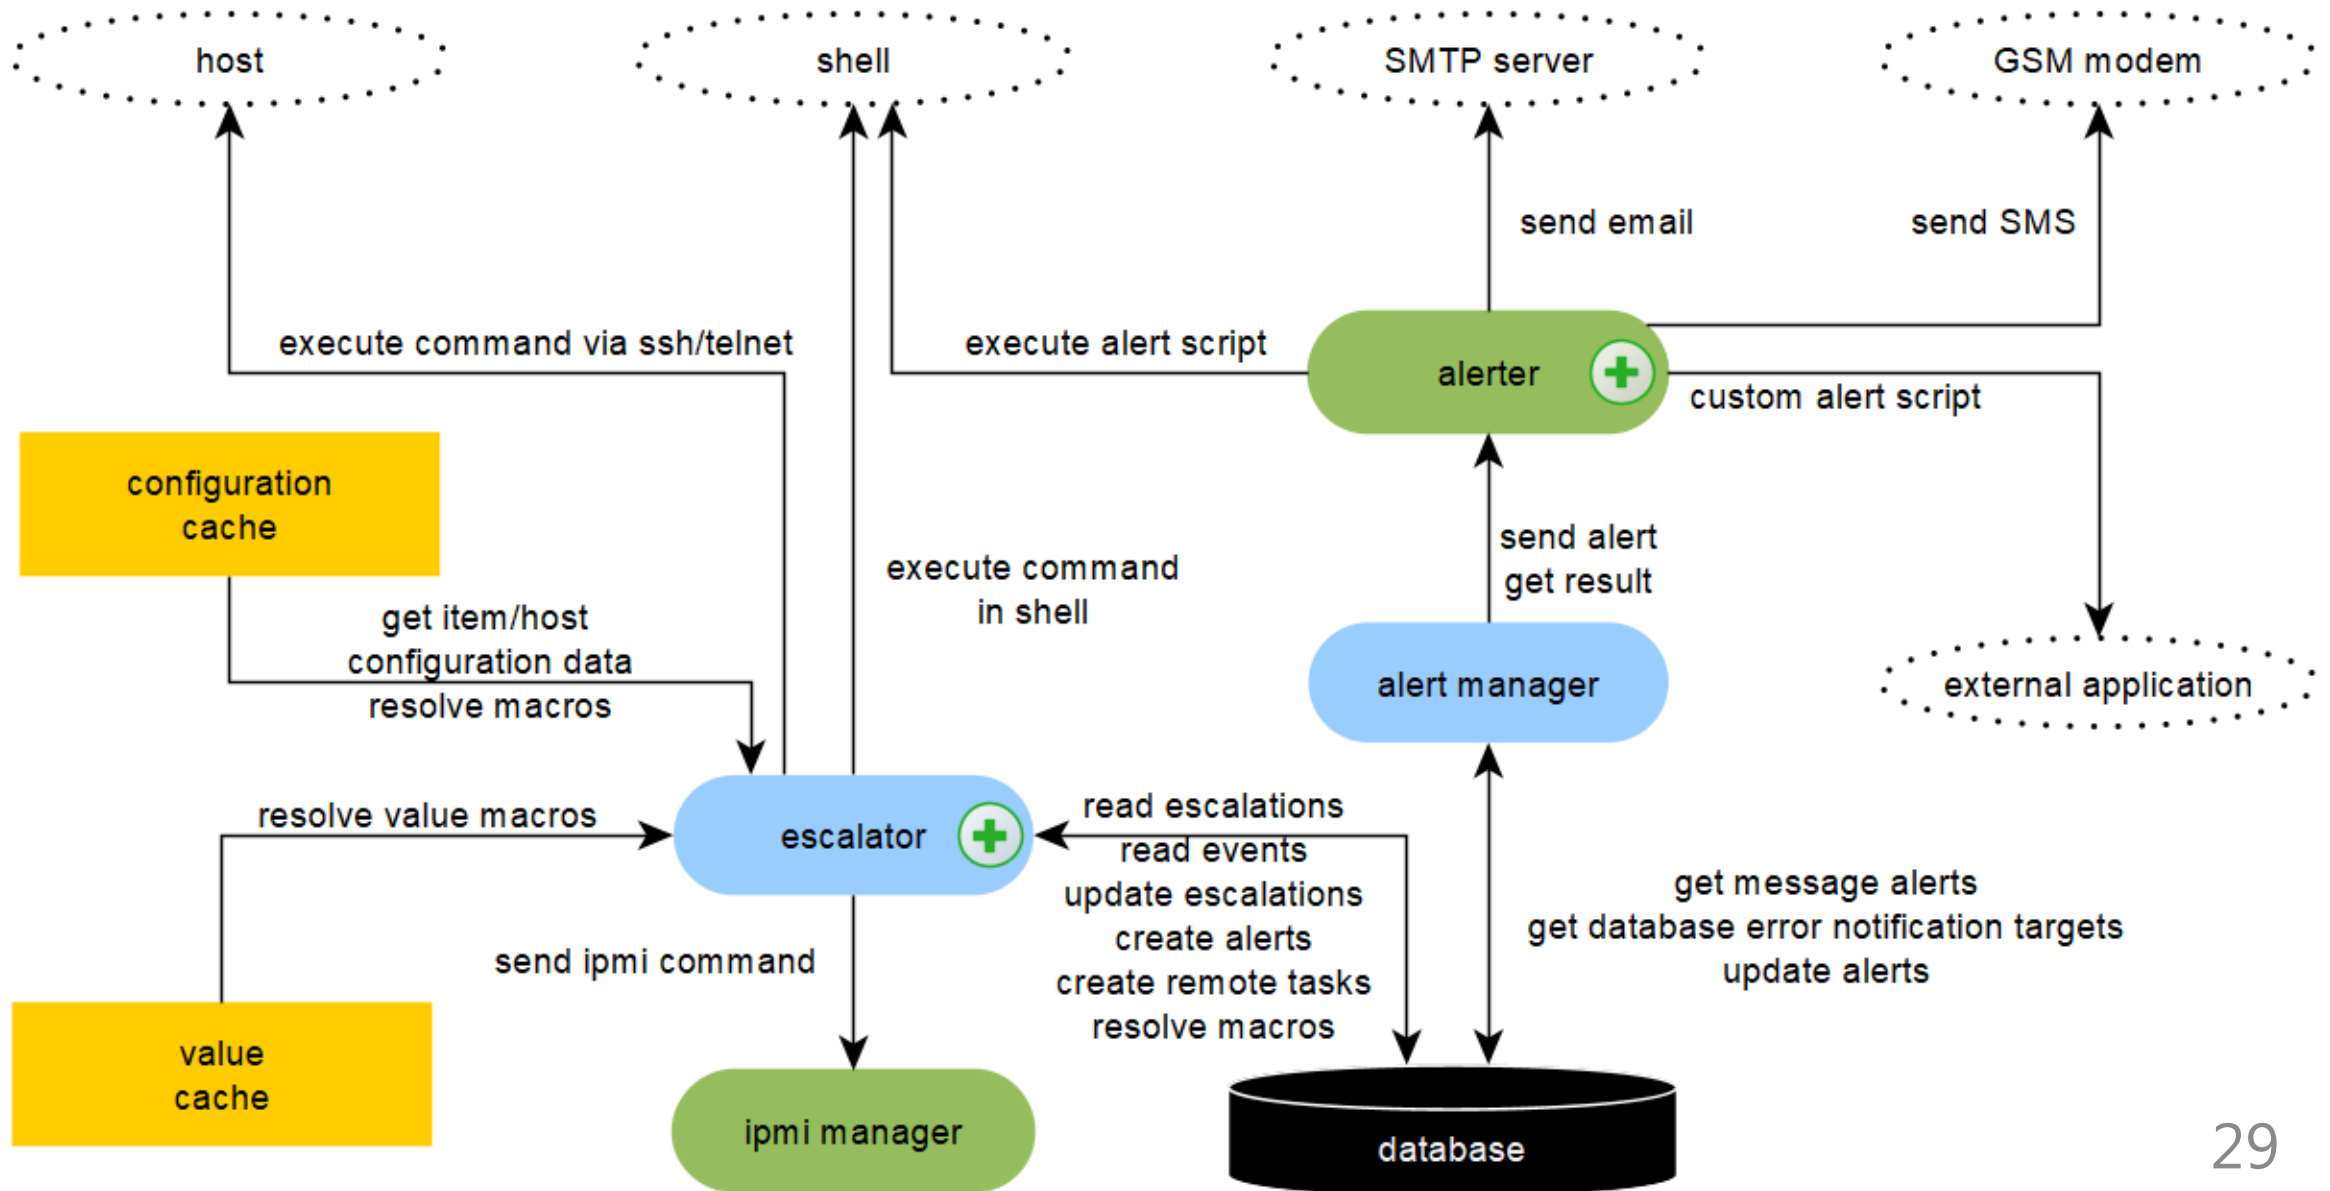 host
shell
SMTP server
GSM modem
send email
send SMS
execute command via ssh/telnet
execute alert script
alerter
custom alert script
configuration
cache
send alert
get result
execute command
in shell
get item/host
configuration data
resolve macros
alert manager
external application
resolve value macros
escalator
read escalations
read events
update escalations
create alerts
create remote tasks
resolve macros
get message alerts
get database error notification targets
update alerts
send ipmi command
value
cache
ipmi manager
database
29